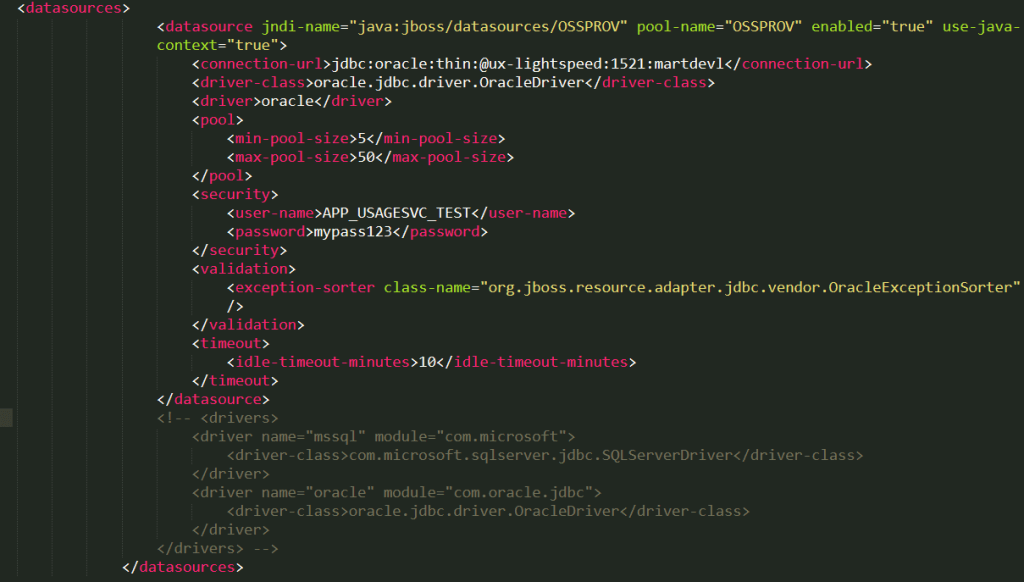 <datasources>
<datasource jndi-name="java:jboss/datasources/OSSPROV" pool-name="OSSPROV" enabled="true" use-java-
context="true">
<connection-url>jdbc:oracle:thin:@ux-lightspeed:1521:martdevl</connection-url>
<driver-class>oracle.jdbc.driver.OracleDriver</driver-class>
<driver>oracle</driver>
<pool>
<min-pool-size>5</min-pool-size>
<max-pool-size>50</max-pool-size>
</pool>
<security>
<user-name>APP_USAGESVC_TEST</user-name>
<password>mypass123</password>
</security>
<validation>
<exception-sorter class-name="org.jboss.resource.adapter.jdbc.vendor.OracleExceptionSorter"
/>
</validation>
<timeout>
<idle-timeout-minutes>10</idle-timeout-minutes>
</timeout>
</datasource>
<!-- <drivers>
<driver name="mssql" module="com.microsoft">
<driver-class>com.microsoft.sqlserver.jdbc.SQLServerDriver</driver-class>
</driver>
<driver name="oracle" module="com.oracle.jdbc">
<driver-class>oracle.jdbc.driver.OracleDriver</driver-class>
</driver>
</drivers> -->
</datasources>